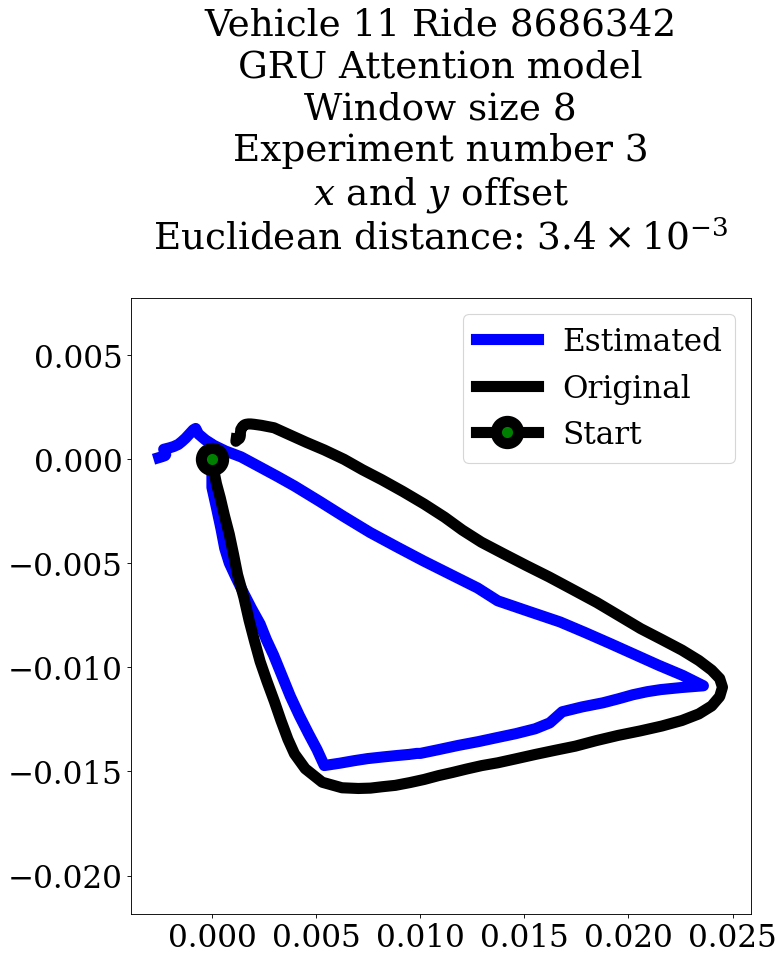 Vehicle 11 Ride 8686342
GRU Attention model
Window size 8
Experiment number 3
x and y offset
Euclidean distance: 3.4 × 10⁻³
Estimated
Original
Start
0.005
0.000
−0.005
−0.010
−0.015
−0.020
0.000 0.005 0.010 0.015 0.020 0.025